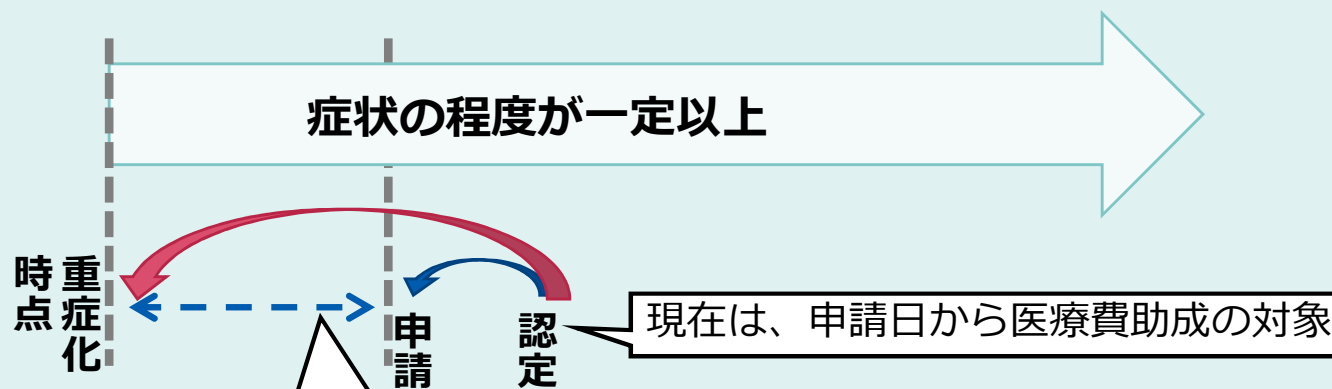 症状の程度が一定以上
重症化
時点
申請
認定
現在は、申請日から医療費助成の対象